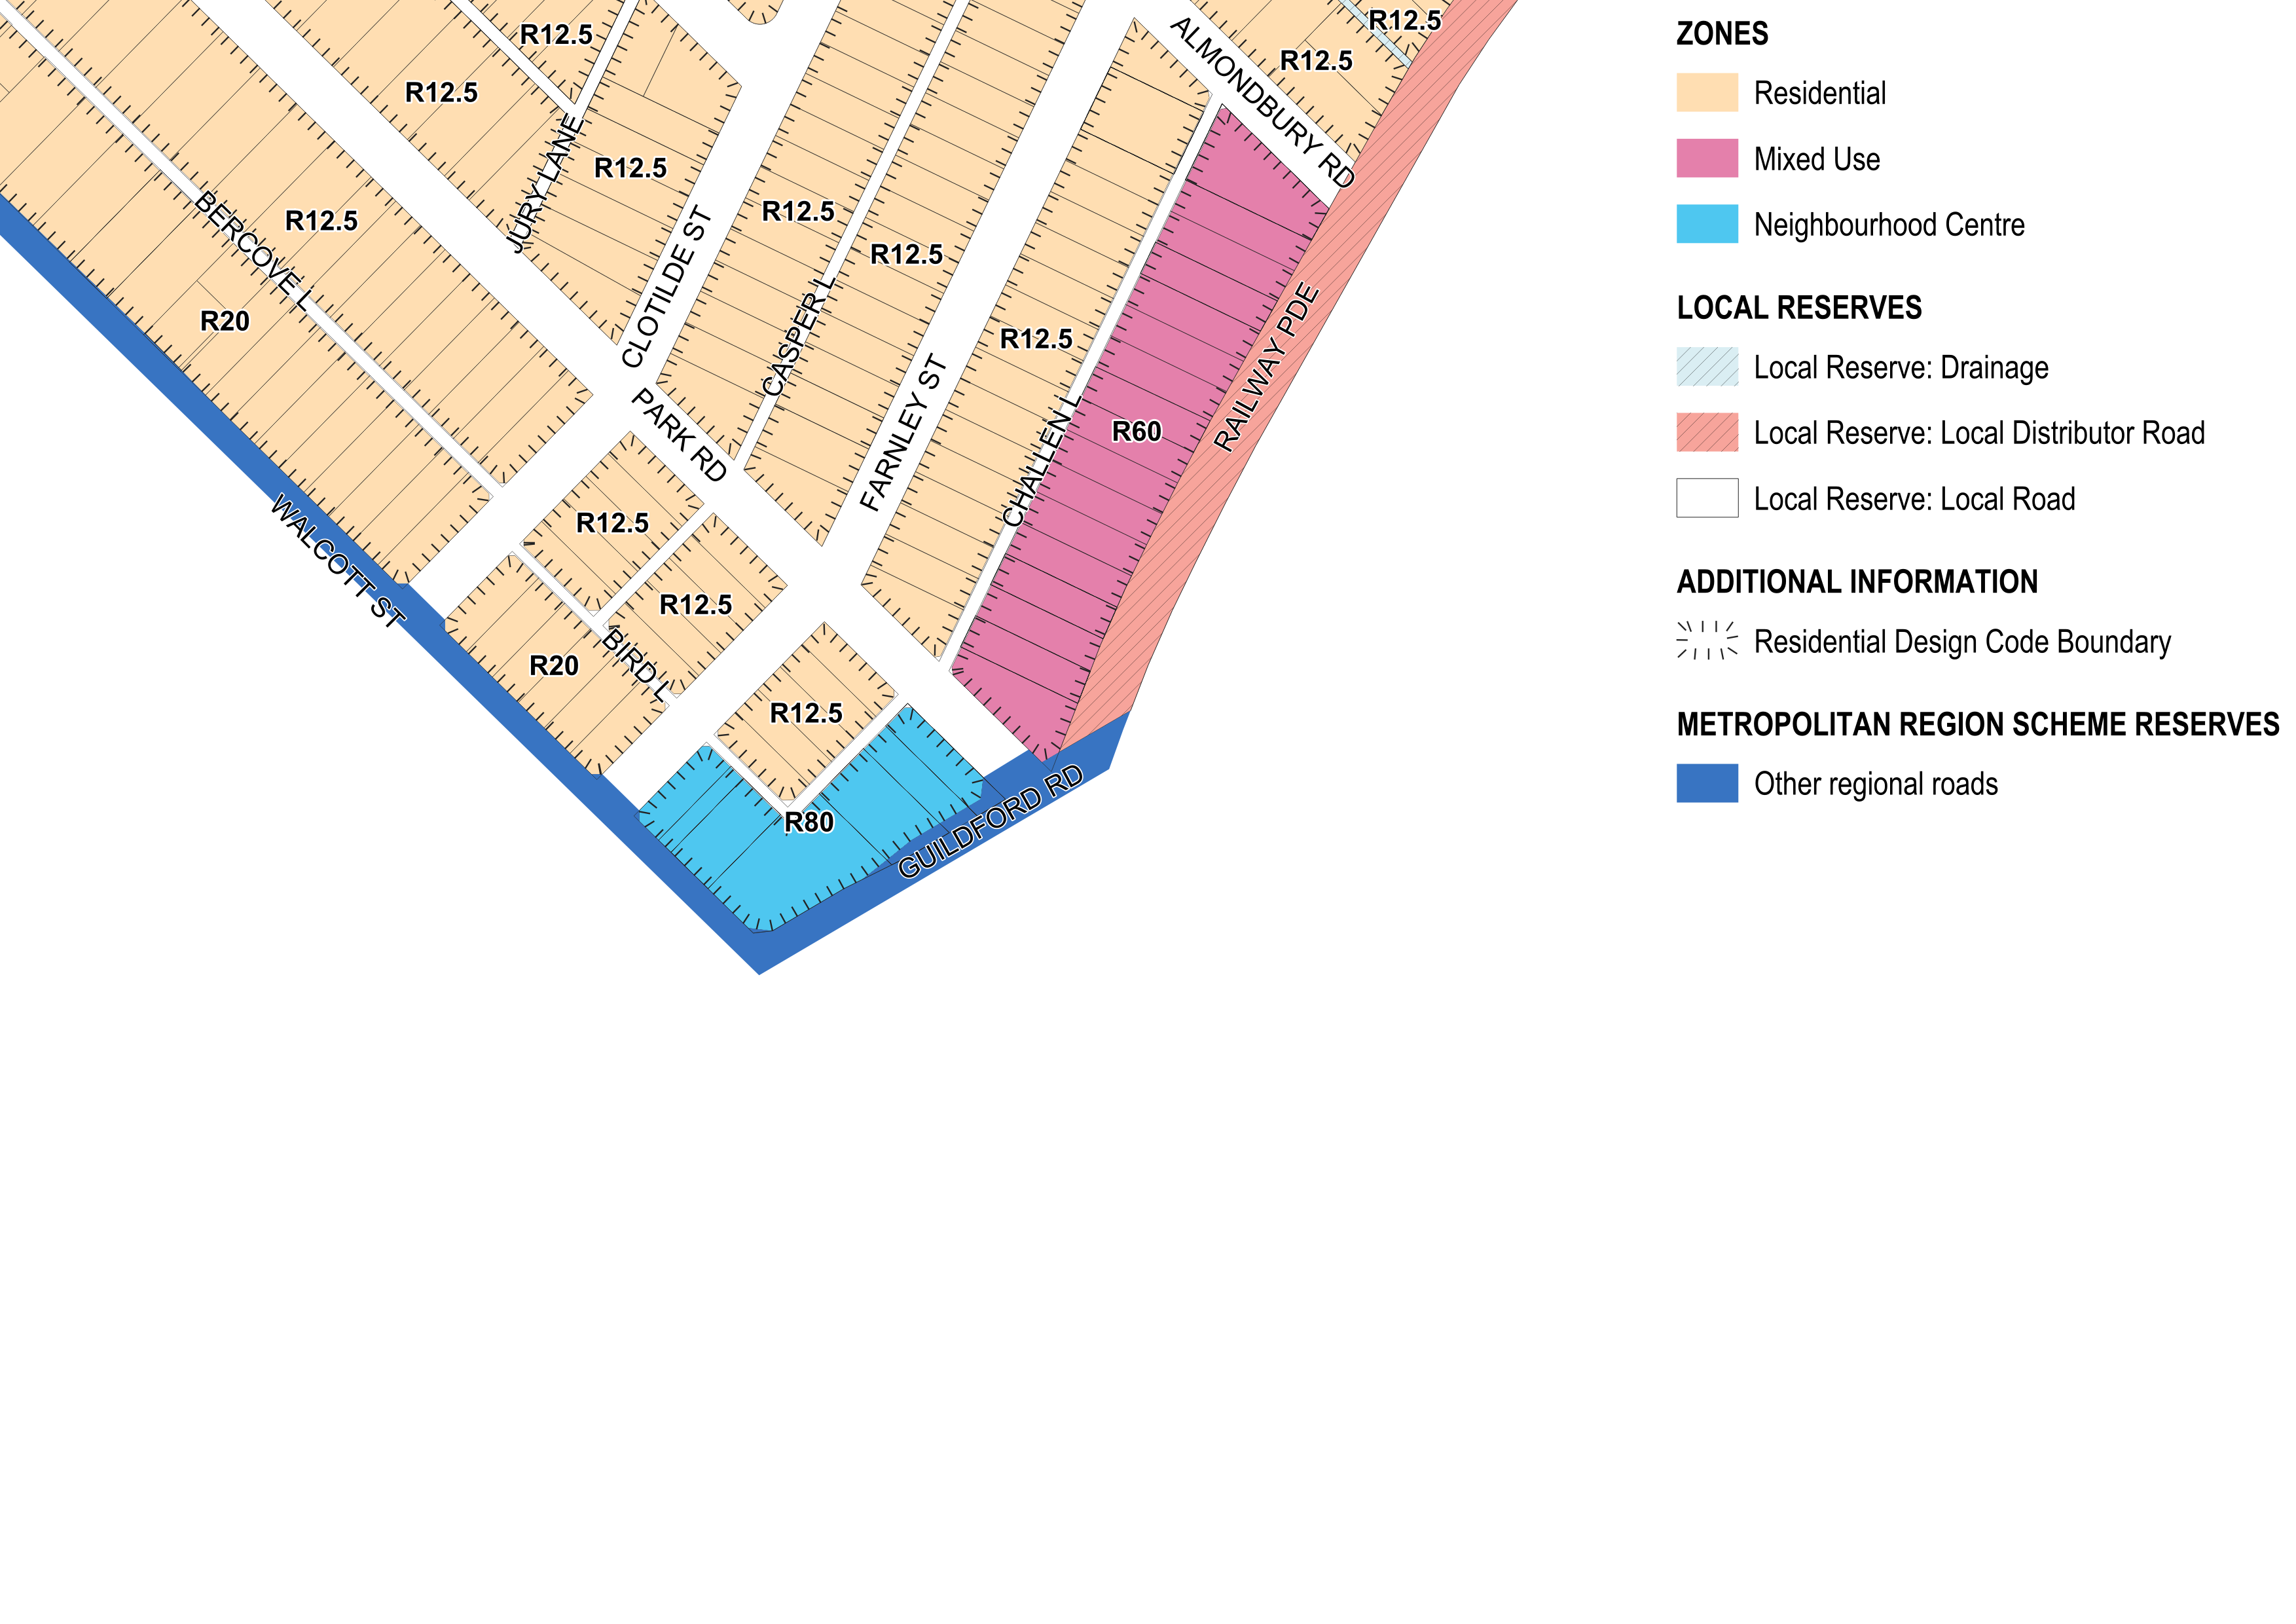 R12.5
R12.5
R12.5
R12.5
ALMONDBURY RD
JURY LANE
R12.5
R12.5
R12.5
R12.5
BERCOVE L
CLOTILDE ST
R20
CASPER L
R12.5
RAILWAY PDE
PARK RD
FARNLEY ST
CHALLEN L
R60
WALCOTT ST
R12.5
R12.5
BIRD L
R20
R12.5
R80
GUILDFORD RD
ZONES
Residential
Mixed Use
Neighbourhood Centre
LOCAL RESERVES
Local Reserve: Drainage
Local Reserve: Local Distributor Road
Local Reserve: Local Road
ADDITIONAL INFORMATION
Residential Design Code Boundary
METROPOLITAN REGION SCHEME RESERVES
Other regional roads